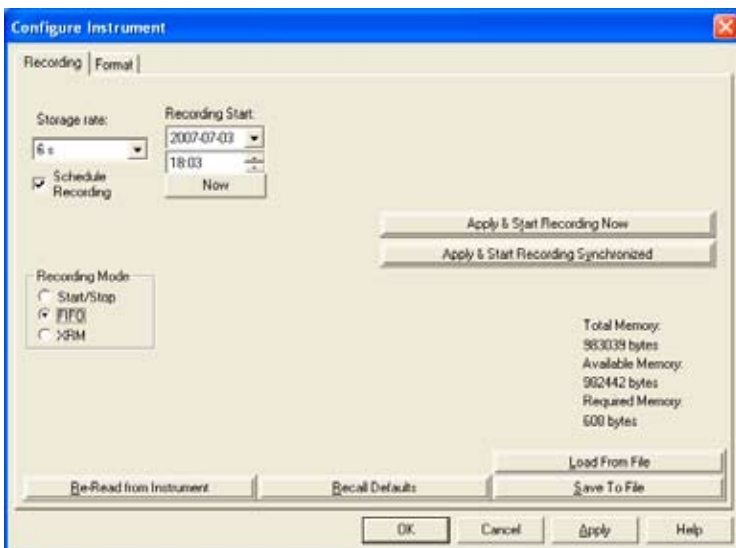 Configure Instrument
Recording
Format
Storage rate:
6 s
Schedule
Recording
Recording Start:
2007-07-03
18:03
Now
Apply & Start Recording Now
Apply & Start Recording Synchronized
Recording Mode
Start/Stop
FIFO
XRM
Total Memory:
983039 bytes
Available Memory:
982442 bytes
Required Memory:
600 bytes
Load From File
Re-Read from Instrument
Recall Defaults
Save To File
OK
Cancel
Apply
Help